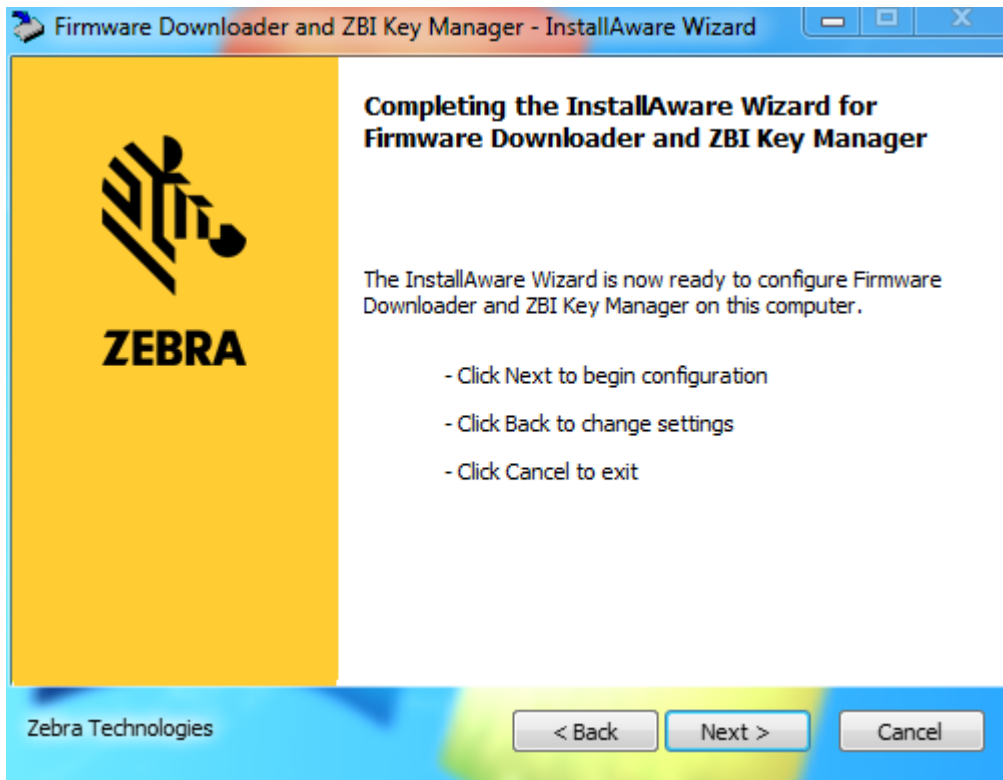 Firmware Downloader and ZBI Key Manager - InstallAware Wizard
Completing the InstallAware Wizard for
Firmware Downloader and ZBI Key Manager
The InstallAware Wizard is now ready to configure Firmware
Downloader and ZBI Key Manager on this computer.
- Click Next to begin configuration
- Click Back to change settings
- Click Cancel to exit
ZEBRA
Zebra Technologies
< Back
Next >
Cancel